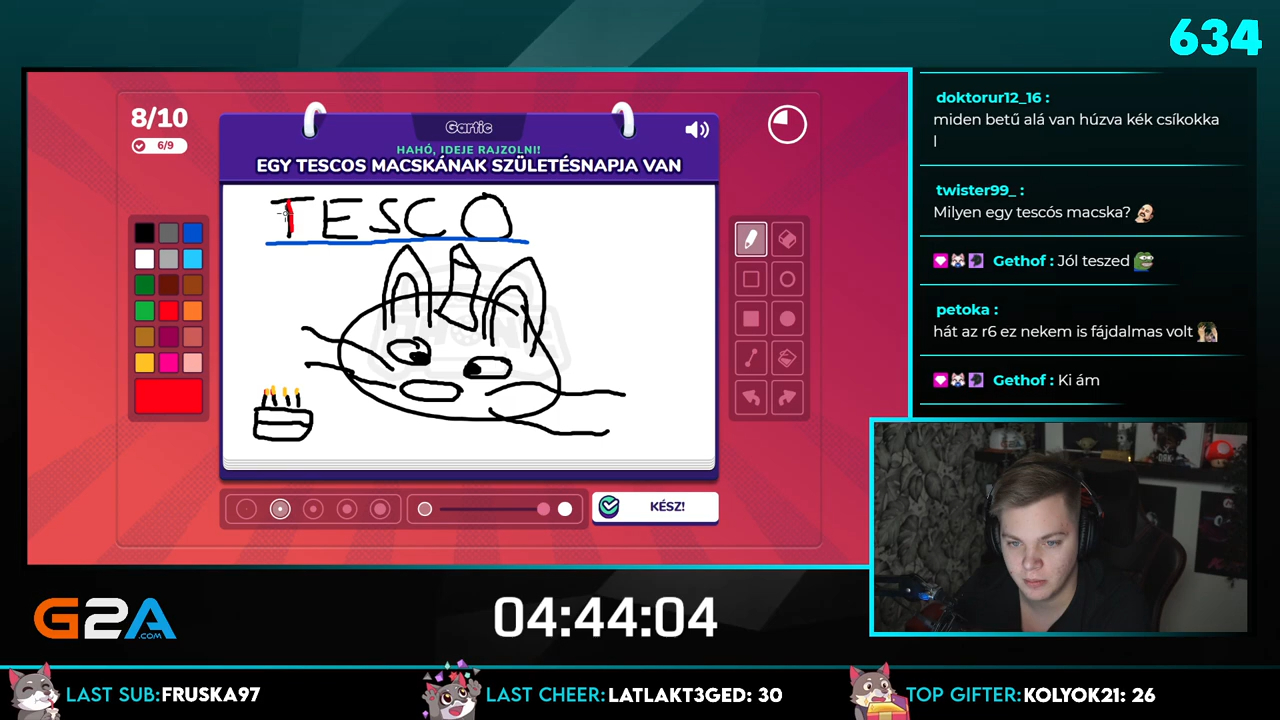 634
8/10
6/9
Gartic
HAHÓ, IDEJE RAJZOLNI!
EGY TESCOS MACSKÁNAK SZÜLETÉSNAPJA VAN
TESCO
PHONE
KÉSZ!
doktorur12_16 :
miden betű alá van húzva kék csíkokka
l
twister99_ :
Milyen egy tescós macska?
Gethof : Jól teszed
petoka :
hát az r6 ez nekem is fájdalmas volt
Gethof : Ki ám
G2A
.COM
04:44:04
LAST SUB:FRUSKA97
LAST CHEER: LATLAKT3GED: 30
TOP GIFTER: KOLYOK21: 26